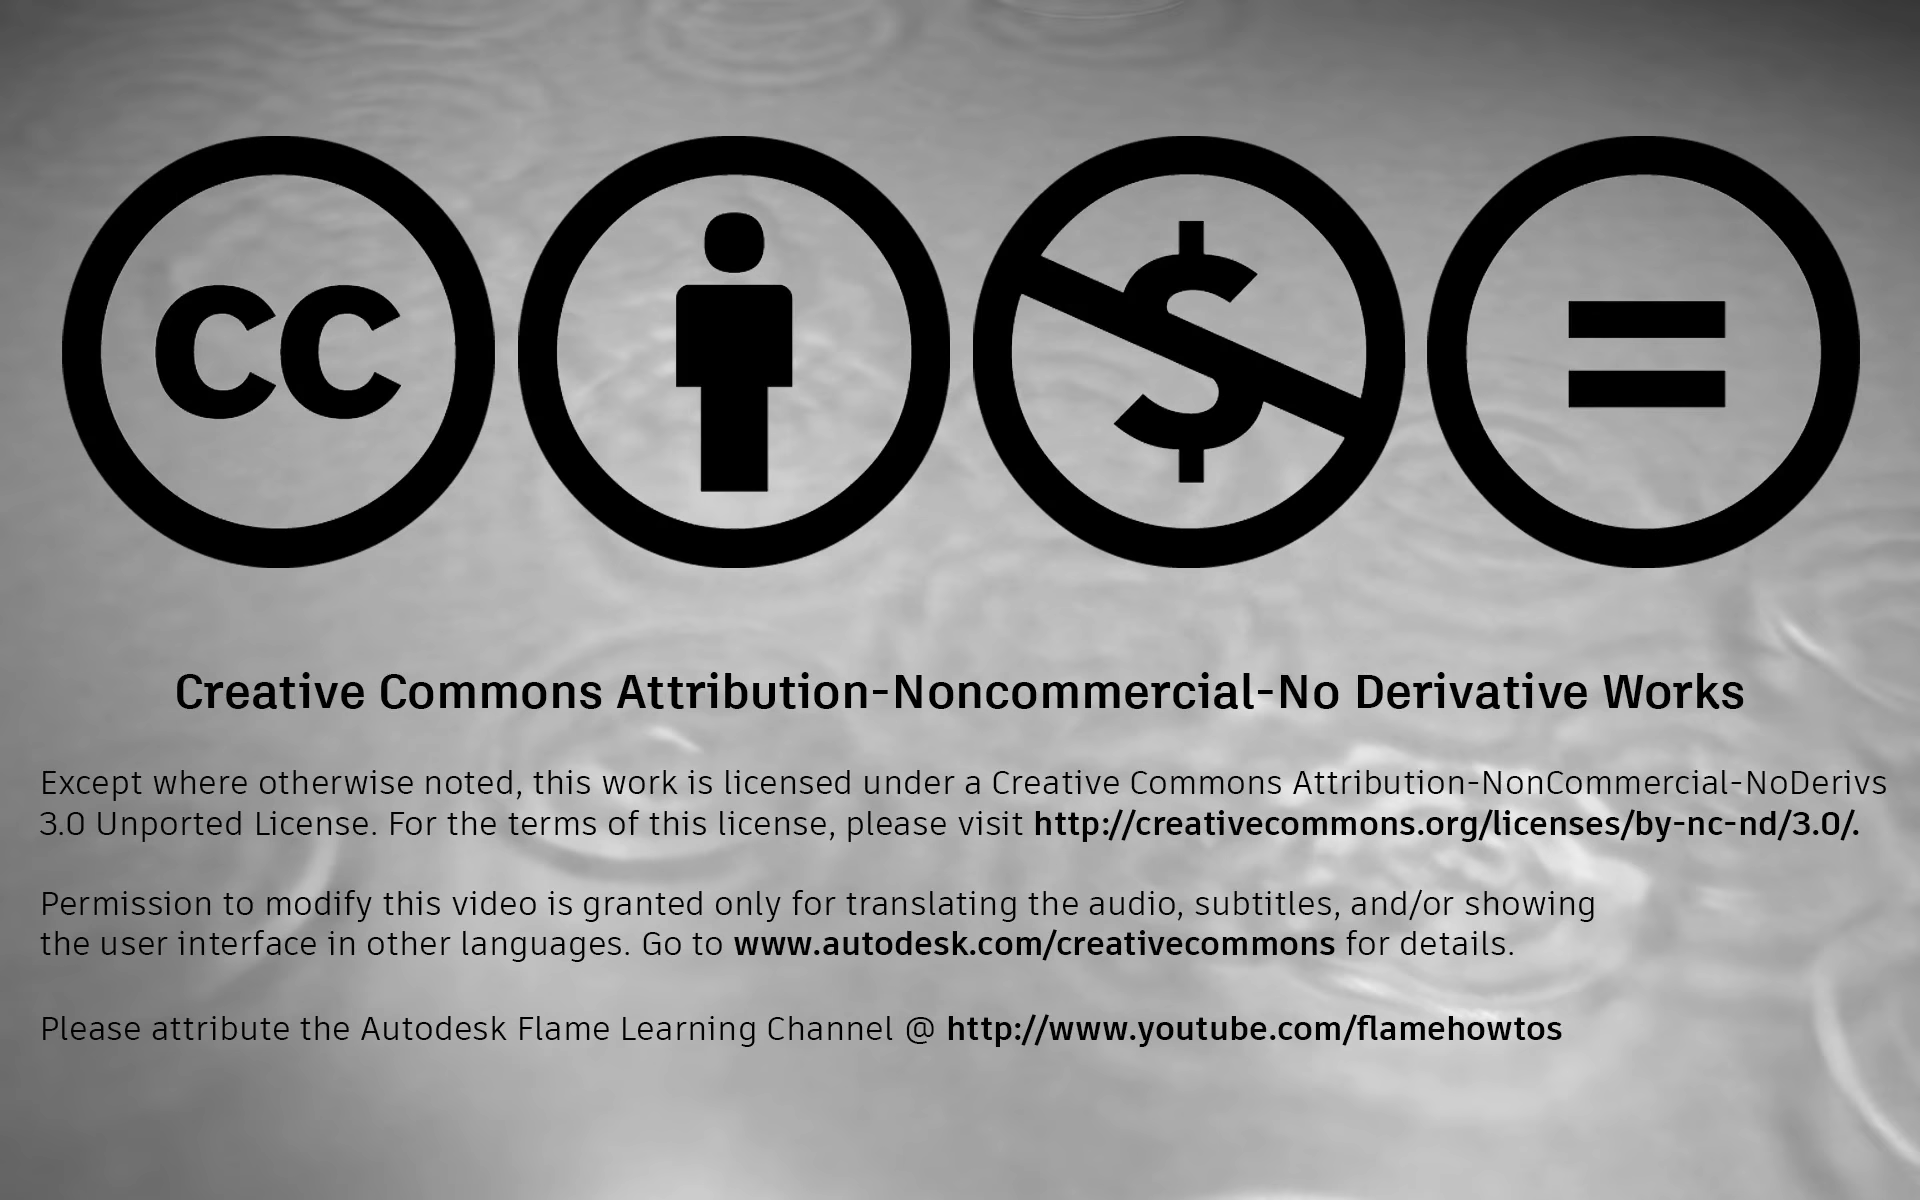 cc
$
=
Creative Commons Attribution-Noncommercial-No Derivative Works
Except where otherwise noted, this work is licensed under a Creative Commons Attribution-NonCommercial-NoDerivs
3.0 Unported License. For the terms of this license, please visit http://creativecommons.org/licenses/by-nc-nd/3.0/.
Permission to modify this video is granted only for translating the audio, subtitles, and/or showing
the user interface in other languages. Go to www.autodesk.com/creativecommons for details.
Please attribute the Autodesk Flame Learning Channel @ http://www.youtube.com/flamehowtos